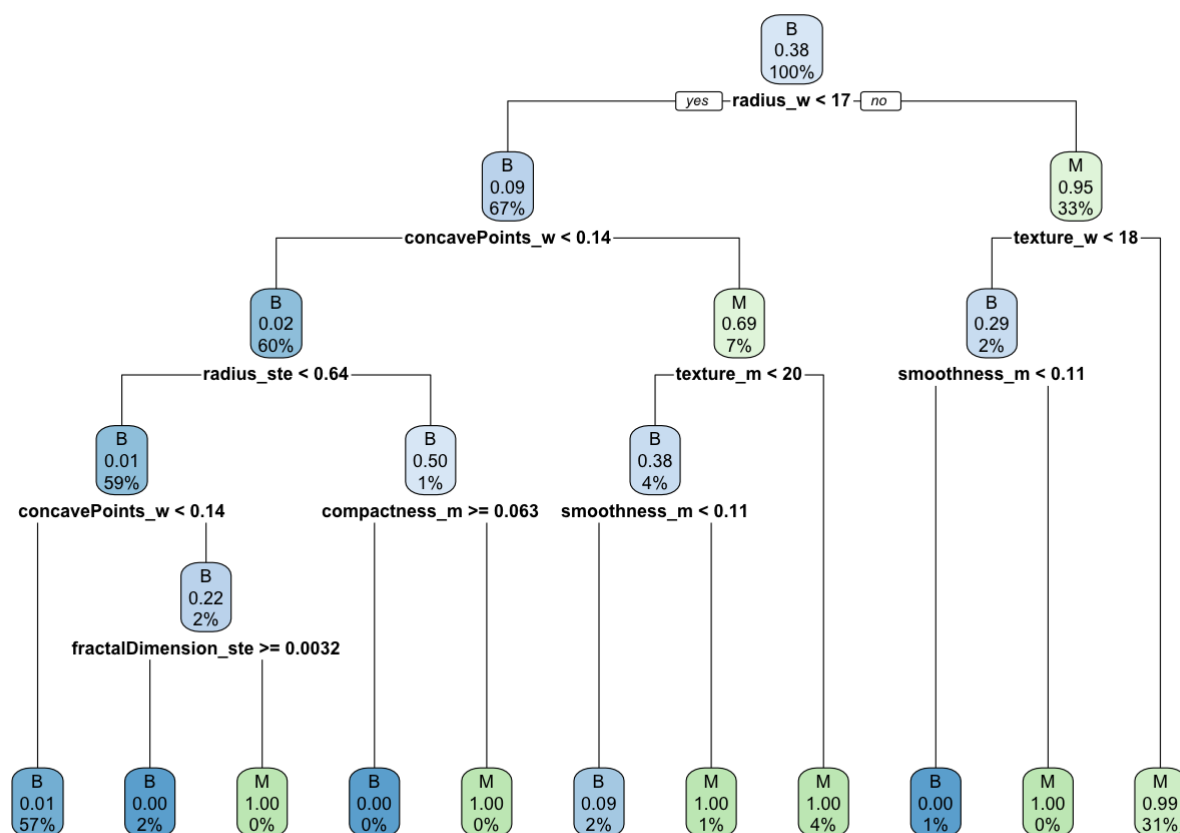 B
0.38
100%
yes radius_w < 17 no
B
0.09
67%
M
0.95
33%
concavePoints_w < 0.14
texture_w < 18
B
0.02
60%
M
0.69
7%
B
0.29
2%
radius_ste < 0.64
texture_m < 20
smoothness_m < 0.11
B
0.01
59%
B
0.50
1%
B
0.38
4%
concavePoints_w < 0.14
compactness_m >= 0.063
smoothness_m < 0.11
B
0.22
2%
fractalDimension_ste >= 0.0032
B
0.01
57%
B
0.00
2%
M
1.00
0%
B
0.00
0%
M
1.00
0%
B
0.09
2%
M
1.00
1%
M
1.00
4%
B
0.00
1%
M
1.00
0%
M
0.99
31%